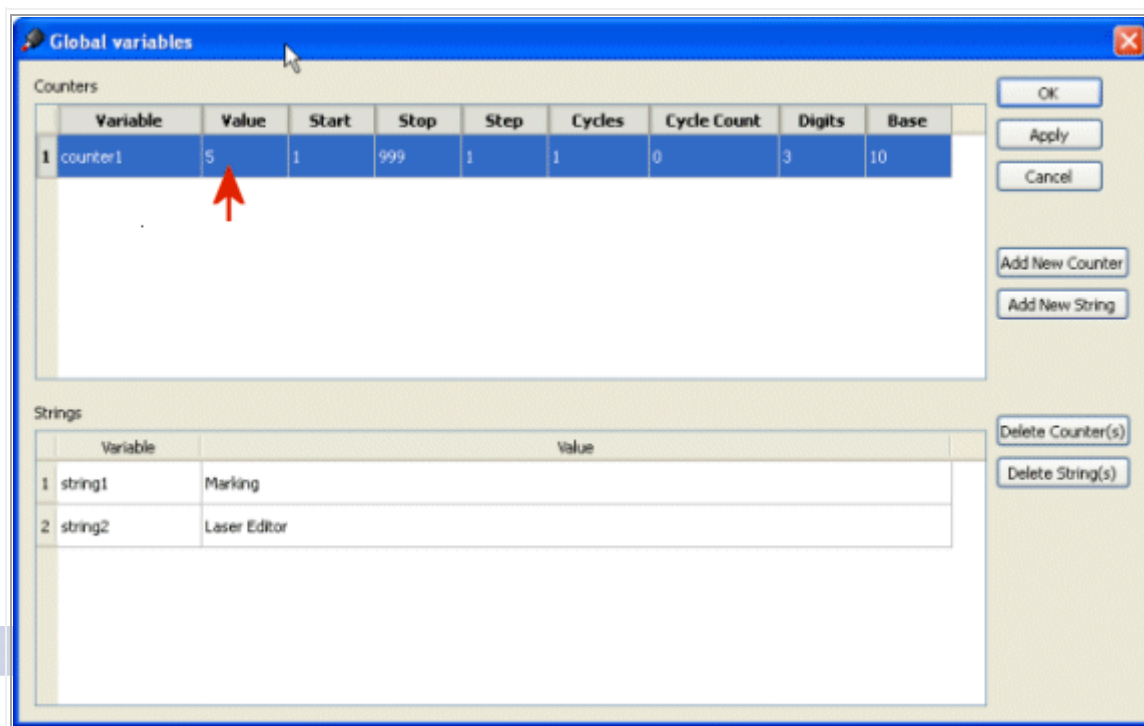 Global variables
Counters
Variable Value Start Stop Step Cycles Cycle Count Digits Base
1 counter1 5 1 999 1 1 0 3 10
OK
Apply
Cancel
Add New Counter
Add New String
Strings
Variable Value
1 string1 Marking
2 string2 Laser Editor
Delete Counter(s)
Delete String(s)